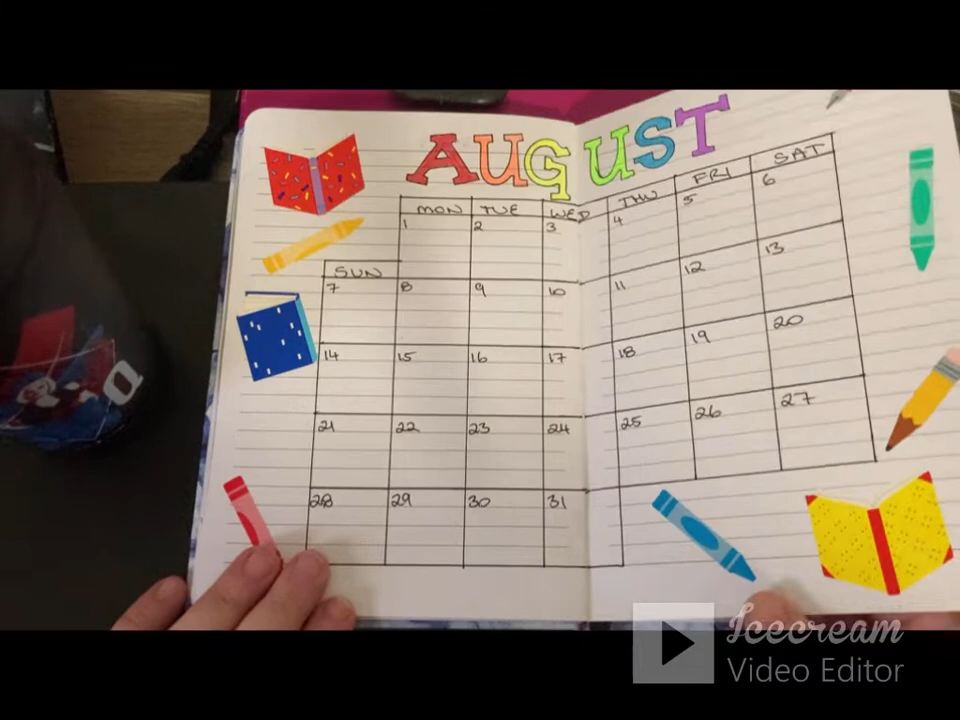 AUGUST
MON TUE WED THU FRI SAT
1 2 3 4 5 6
SUN
7 8 9 10 11 12 13
14 15 16 17 18 19 20
21 22 23 24 25 26 27
28 29 30 31
Icecream
Video Editor